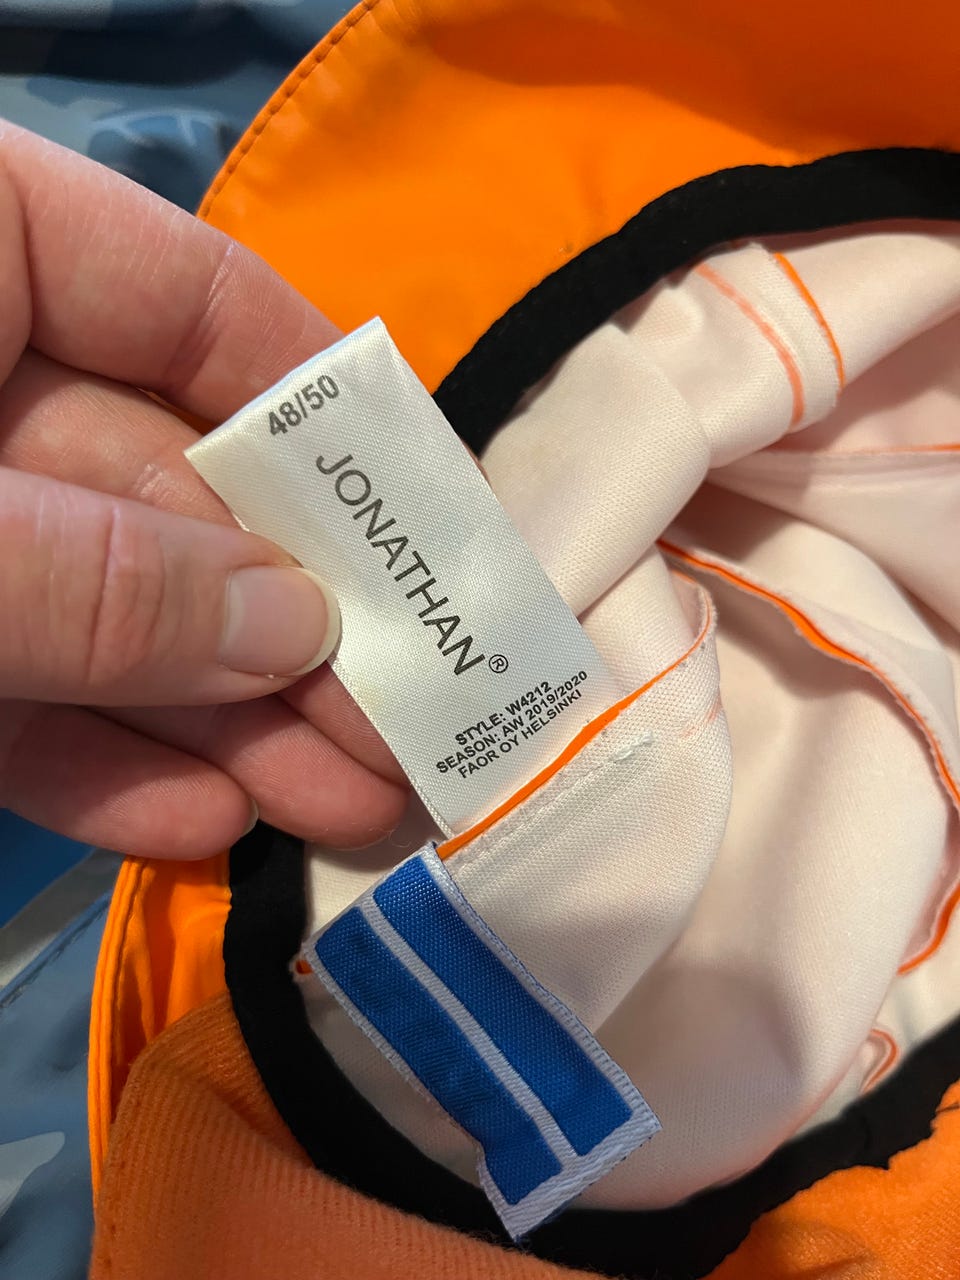 48/50
JONATHAN®
STYLE: W4212
SEASON: AW 2019/2020
FAOR OY HELSINKI